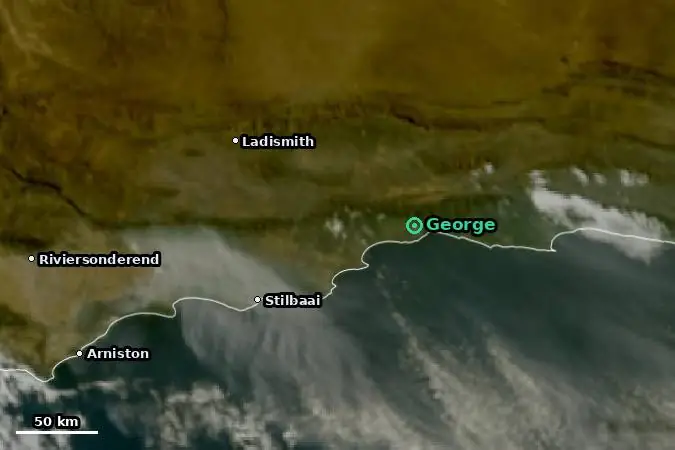 Ladismith
George
Riviersonderend
Stilbaai
Arniston
50 km